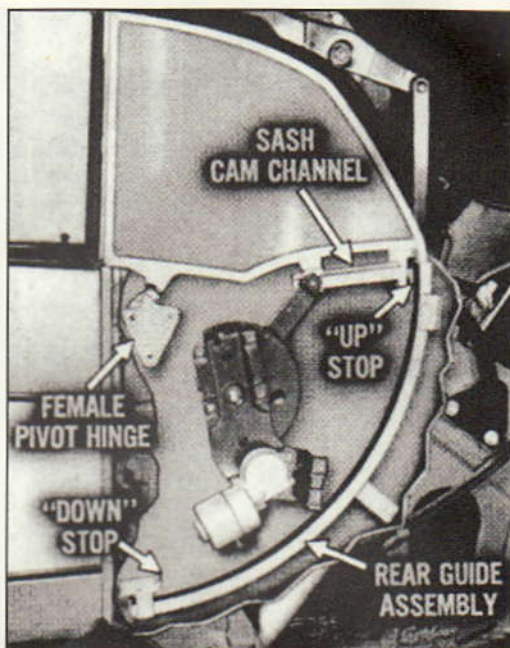 SASH
CAM CHANNEL
"UP"
STOP
FEMALE
PIVOT HINGE
"DOWN"
STOP
REAR GUIDE
ASSEMBLY